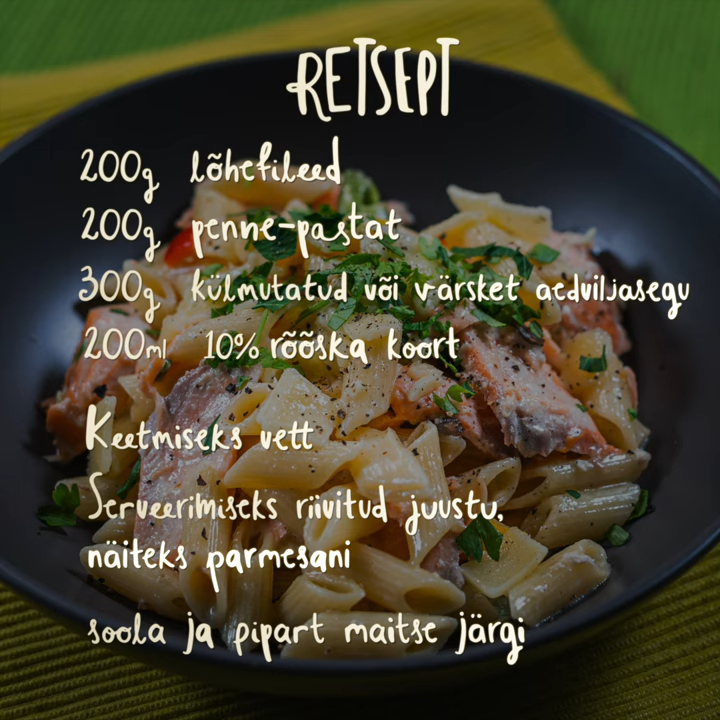 RETSEPT
200g lõhefileed
200g penne-pastat
300g külmutatud või värsket aedviljasegu
200ml 10% rõõska koort
Keetmiseks vett
Serveerimiseks riivitud juustu,
näiteks parmesani
soola ja pipart maitse järgi